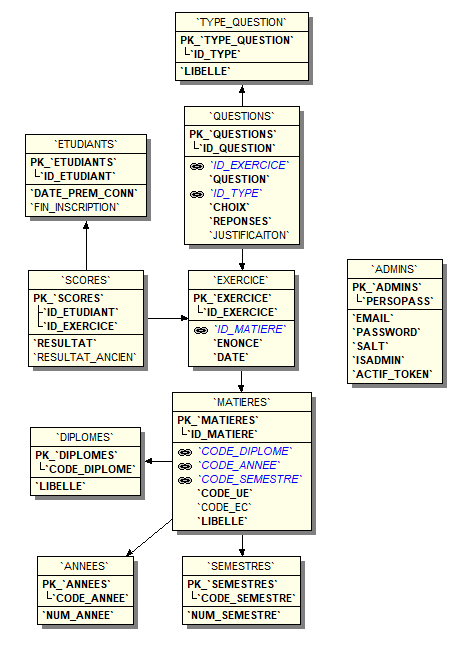 `TYPE_QUESTION`
PK_`TYPE_QUESTION`
`ID_TYPE`
`LIBELLE`
`QUESTIONS`
PK_`QUESTIONS`
`ID_QUESTION`
`ID_EXERCICE`
`QUESTION`
`ID_TYPE`
`CHOIX`
`REPONSES`
`JUSTIFICAITON`
`ETUDIANTS`
PK_`ETUDIANTS`
`ID_ETUDIANT`
`DATE_PREM_CONN`
`FIN_INSCRIPTION`
`SCORES`
PK_`SCORES`
`ID_ETUDIANT`
`ID_EXERCICE`
`RESULTAT`
`RESULTAT_ANCIEN`
`EXERCICE`
PK_`EXERCICE`
`ID_EXERCICE`
`ID_MATIERE`
`ENONCE`
`DATE`
`ADMINS`
PK_`ADMINS`
`PERSOPASS`
`EMAIL`
`PASSWORD`
`SALT`
`ISADMIN`
`ACTIF_TOKEN`
`MATIERES`
PK_`MATIERES`
`ID_MATIERE`
`CODE_DIPLOME`
`CODE_ANNEE`
`CODE_SEMESTRE`
`CODE_UE`
`CODE_EC`
`LIBELLE`
`DIPLOMES`
PK_`DIPLOMES`
`CODE_DIPLOME`
`LIBELLE`
`ANNEES`
PK_`ANNEES`
`CODE_ANNEE`
`NUM_ANNEE`
`SEMESTRES`
PK_`SEMESTRES`
`CODE_SEMESTRE`
`NUM_SEMESTRE`